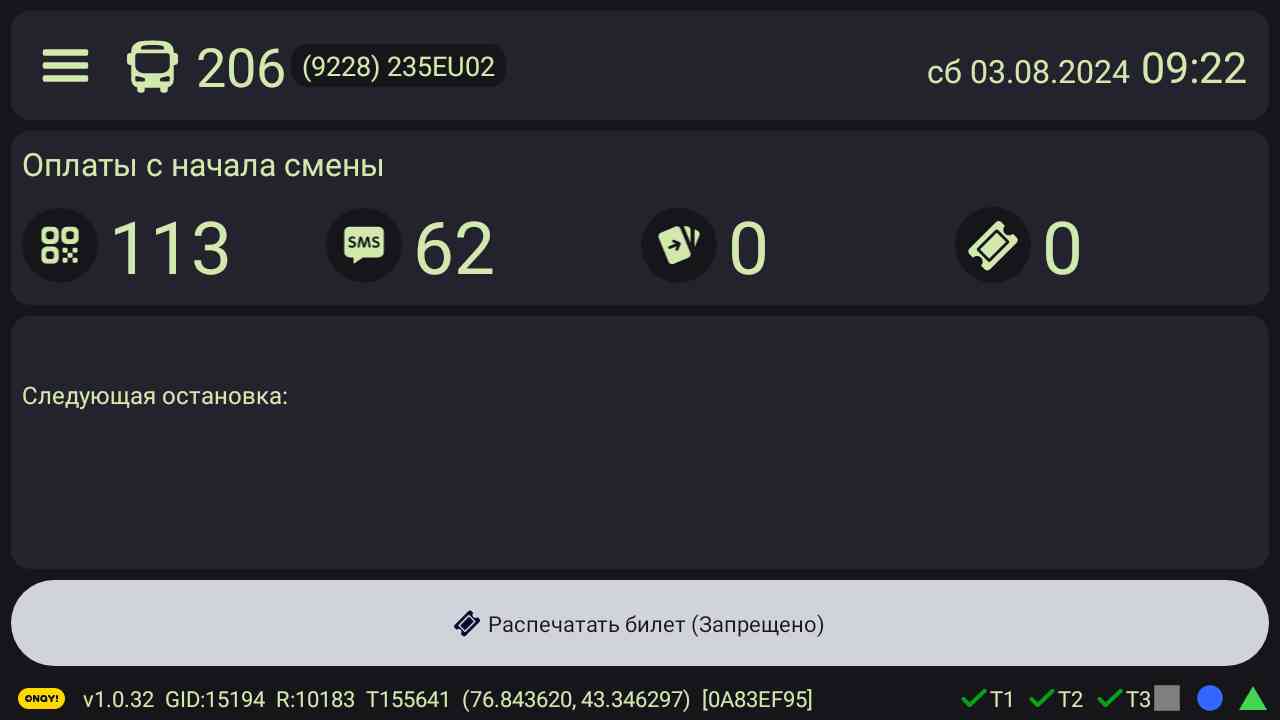 206 (9228) 235EU02 сб 03.08.2024 09:22
Оплаты с начала смены
113 SMS 62 0 0
Следующая остановка:
Распечатать билет (Запрещено)
ONAY! v1.0.32 GID:15194 R:10183 T155641 (76.843620, 43.346297) [0A83EF95] T1 T2 T3